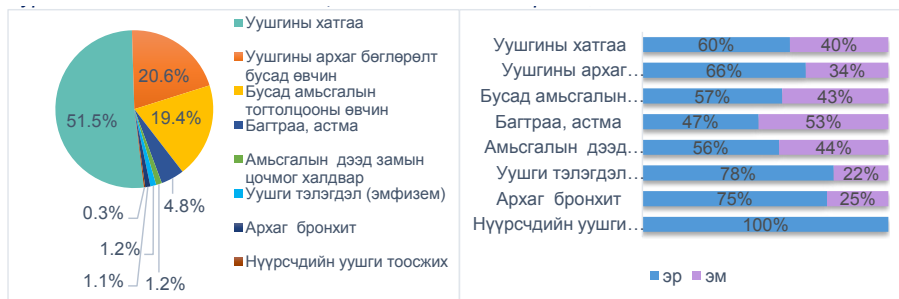 51.5%
20.6%
19.4%
4.8%
1.2%
1.2%
1.1%
0.3%
Уушгины хатгаа
Уушгины архаг бөглөрөлт
бусад өвчин
Бусад амьсгалын
тогтолцооны өвчин
Багтраа, астма
Амьсгалын дээд замын
цочмог халдвар
Уушги тэлэгдэл (эмфизем)
Архаг бронхит
Нүүрсчдийн уушги тоосжих
Уушгины хатгаа 60% 40%
Уушгины архаг… 66% 34%
Бусад амьсгалын… 57% 43%
Багтраа, астма 47% 53%
Амьсгалын дээд… 56% 44%
Уушги тэлэгдэл… 78% 22%
Архаг бронхит 75% 25%
Нүүрсчдийн уушги… 100%
эр эм